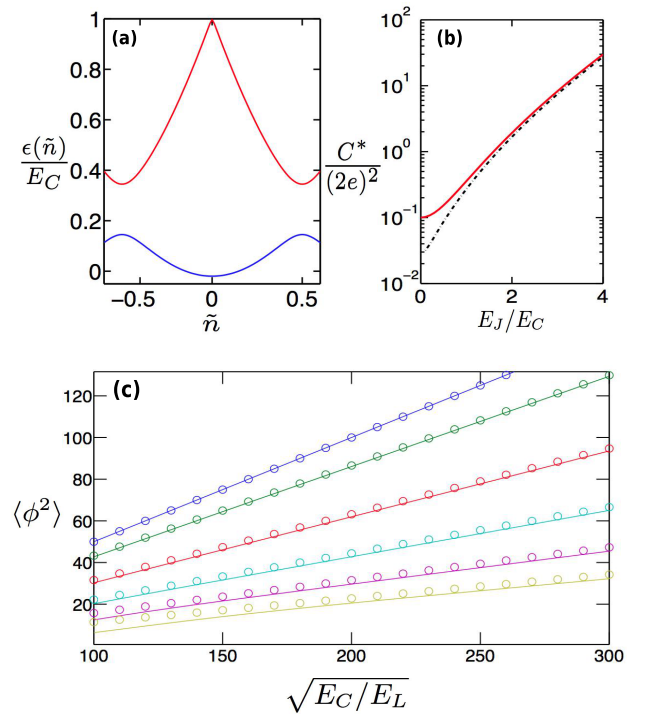 (a)
1
0.8
0.6
0.4
0.2
0
ϵ(ñ)
E_C
−0.5 0 0.5
ñ
(b)
10^2
10^1
10^0
10^−1
10^−2
C*
(2e)^2
0 2 4
E_J/E_C
(c)
120
100
80
60
40
20
⟨ϕ^2⟩
100 150 200 250 300
√E_C/E_L